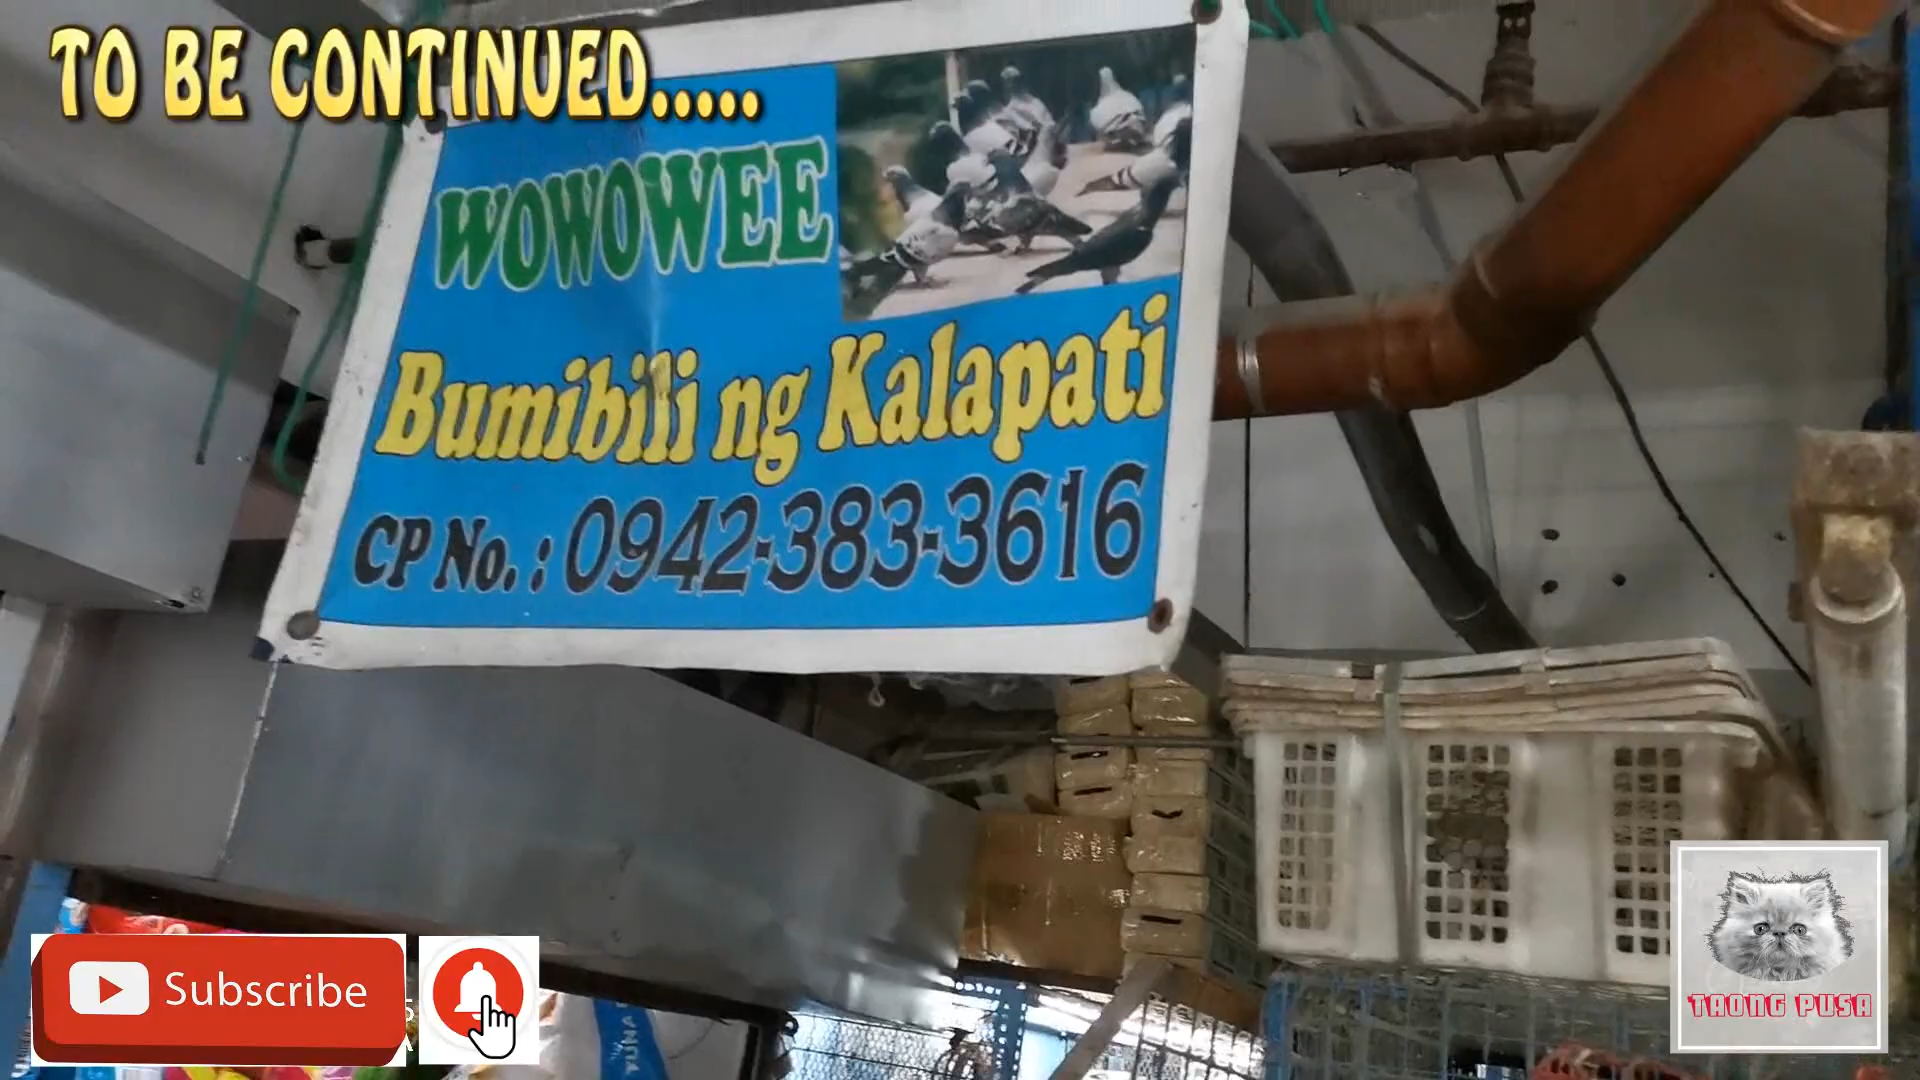 TO BE CONTINUED.....
WOWOWEE
Bumibili ng Kalapati
CP No. : 0942-383-3616
Subscribe
TAONG PUSA